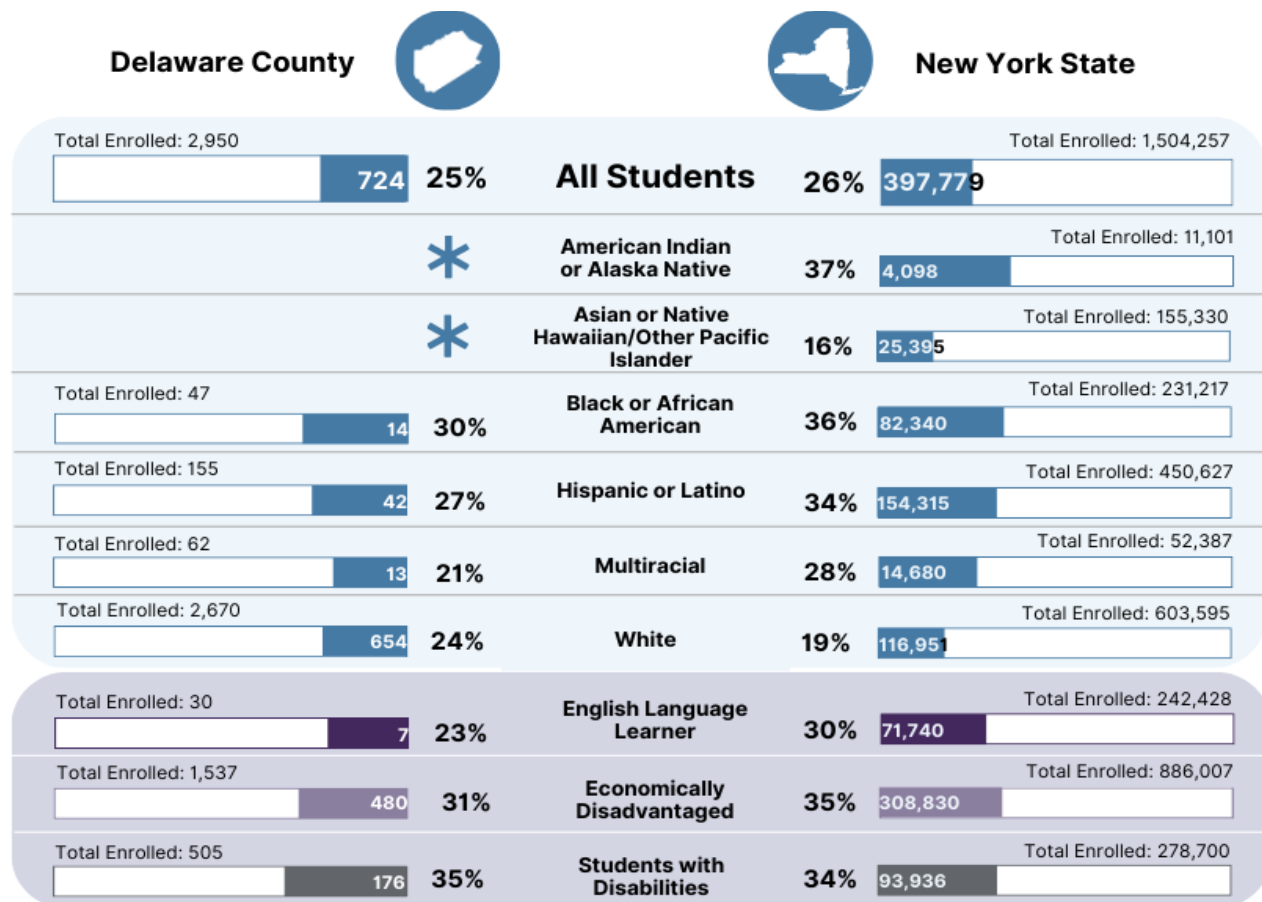 Delaware County
New York State
Total Enrolled: 2,950
Total Enrolled: 1,504,257
724 25% All Students 26% 397,779
American Indian
or Alaska Native
Total Enrolled: 11,101
* 37% 4,098
Asian or Native
Hawaiian/Other Pacific
Islander
Total Enrolled: 155,330
* 16% 25,395
Total Enrolled: 47
Total Enrolled: 231,217
Black or African
American
14 30% 36% 82,340
Total Enrolled: 155
Total Enrolled: 450,627
42 27% Hispanic or Latino 34% 154,315
Total Enrolled: 62
Total Enrolled: 52,387
13 21% Multiracial 28% 14,680
Total Enrolled: 2,670
Total Enrolled: 603,595
654 24% White 19% 116,951
Total Enrolled: 30
Total Enrolled: 242,428
English Language
Learner
7 23% 30% 71,740
Total Enrolled: 1,537
Total Enrolled: 886,007
Economically
Disadvantaged
480 31% 35% 308,830
Total Enrolled: 505
Total Enrolled: 278,700
Students with
Disabilities
176 35% 34% 93,936